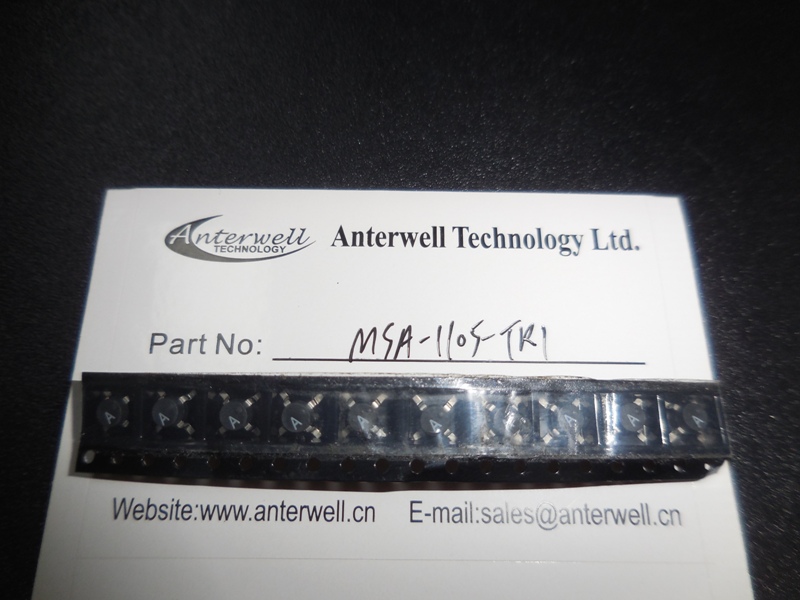 Anterwell
TECHNOLOGY
Anterwell Technology Ltd.
Part No: MSA-1105-TR1
A A A A A A A A A A
Website:www.anterwell.cn E-mail:sales@anterwell.cn